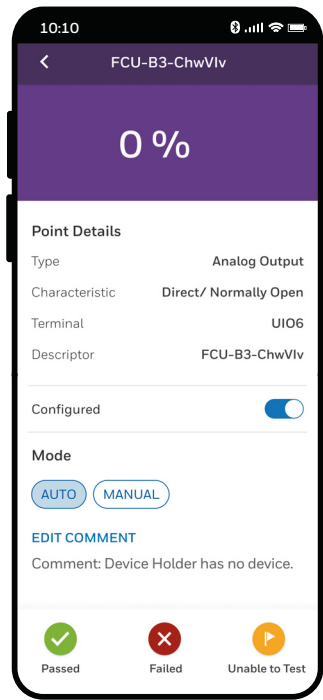 10:10
FCU-B3-ChwVlv
0 %
Point Details
Type Analog Output
Characteristic Direct/ Normally Open
Terminal UIO6
Descriptor FCU-B3-ChwVlv
Configured
Mode
AUTO MANUAL
EDIT COMMENT
Comment: Device Holder has no device.
Passed Failed Unable to Test